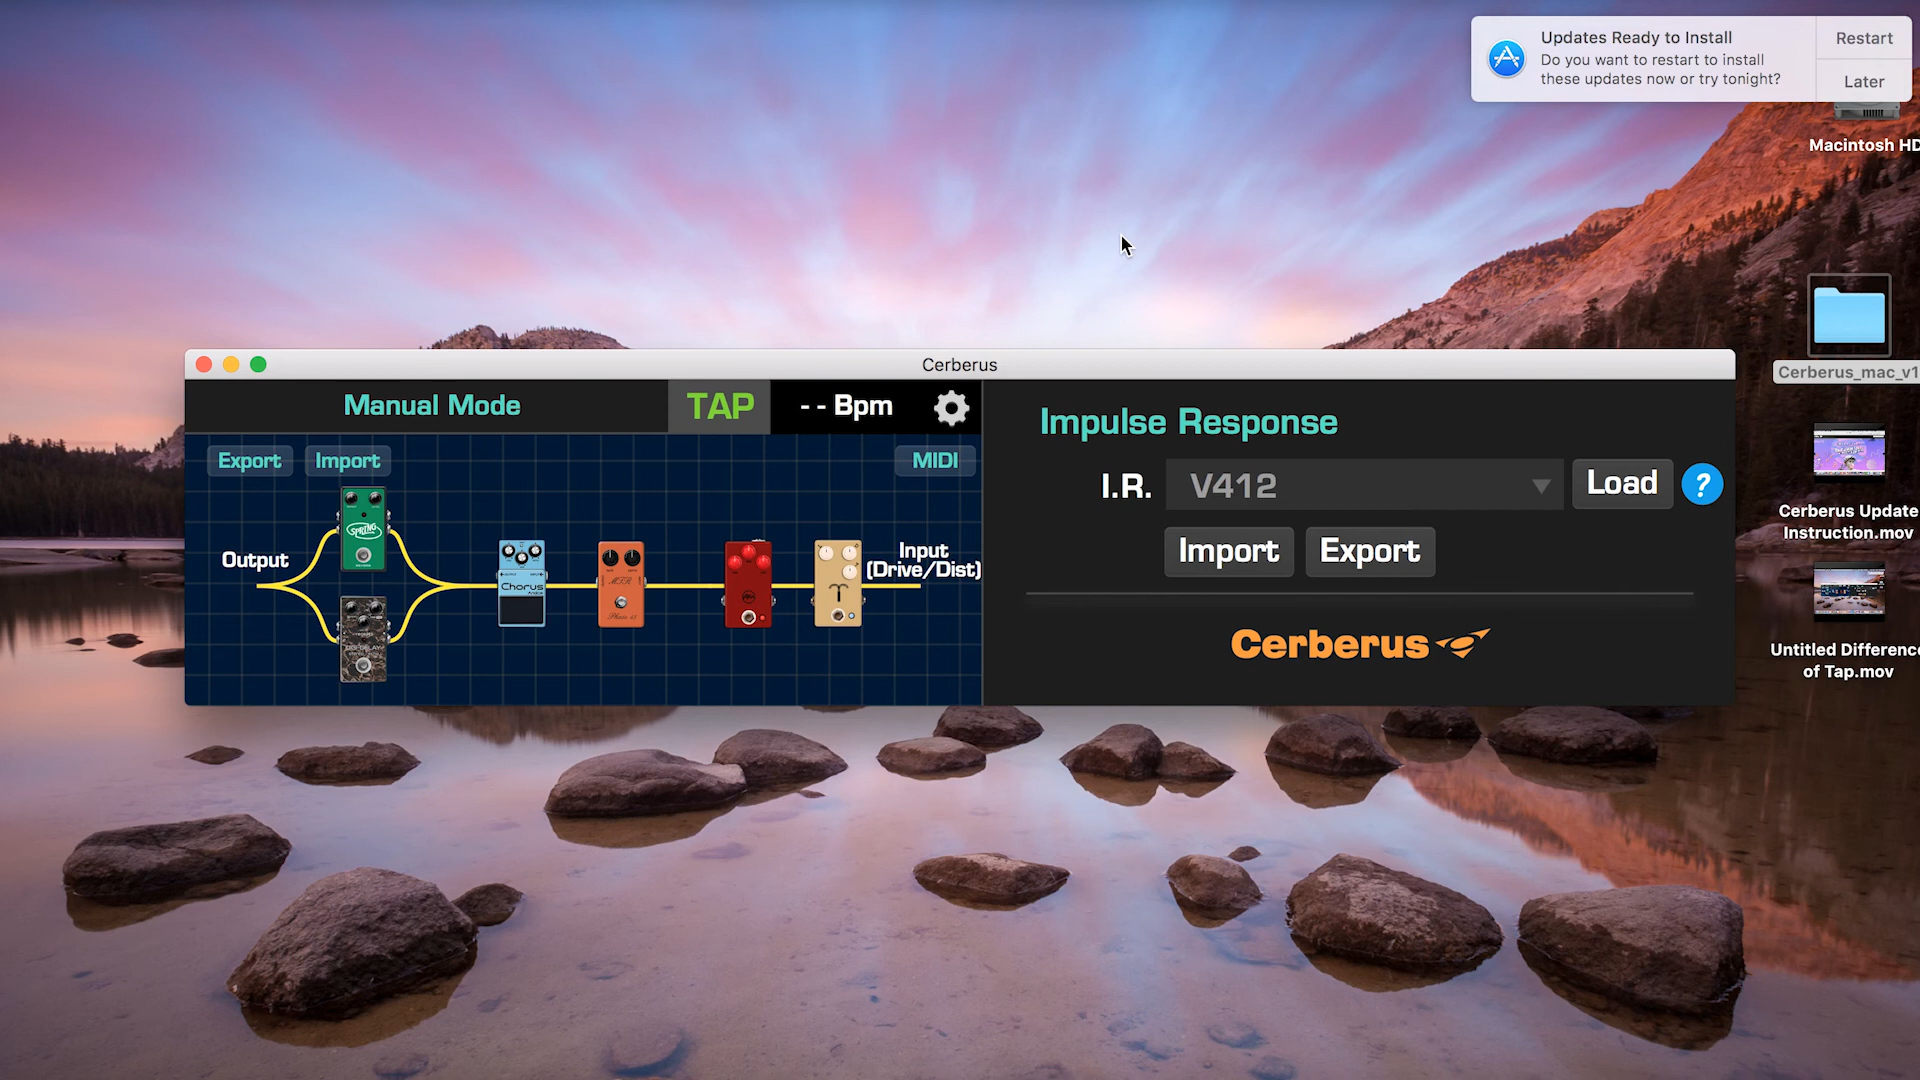 Updates Ready to Install
Do you want to restart to install
these updates now or try tonight?
Restart
Later
Macintosh HD
Cerberus_mac_v1
Cerberus Update
Instruction.mov
Untitled Difference
of Tap.mov
Cerberus
Manual Mode
TAP
- - Bpm
Export
Import
MIDI
Output
SPRING
Chorus
Input
(Drive/Dist)
Impulse Response
I.R.
V412
Load
?
Import
Export
Cerberus